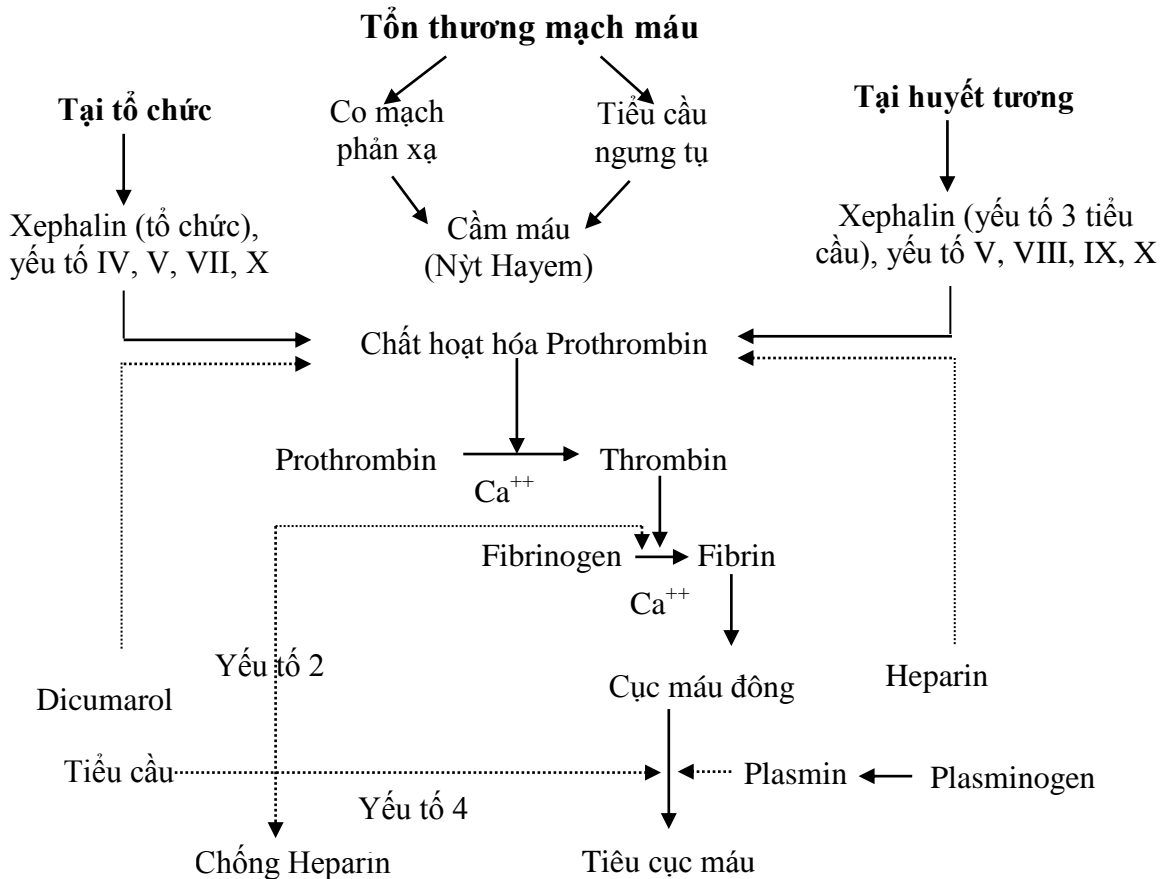 Tổn thương mạch máu
Tại tổ chức
Co mạch
phản xạ
Tiểu cầu
ngưng tụ
Tại huyết tương
Xephalin (tổ chức),
yếu tố IV, V, VII, X
Cầm máu
(Nỳt Hayem)
Xephalin (yếu tố 3 tiểu
cầu), yếu tố V, VIII, IX, X
Chất hoạt hóa Prothrombin
Prothrombin
Thrombin
Ca⁺⁺
Fibrinogen
Fibrin
Ca⁺⁺
Yếu tố 2
Dicumarol
Cục máu đông
Heparin
Tiểu cầu
Plasmin
Plasminogen
Yếu tố 4
Chống Heparin
Tiêu cục máu